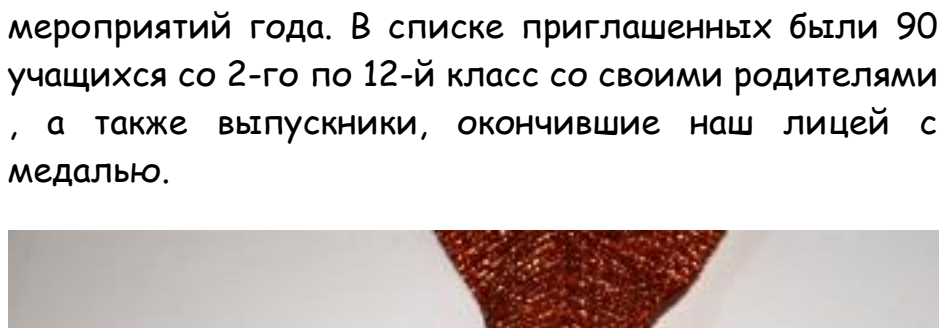 мероприятий года. В списке приглашенных были 90
учащихся со 2-го по 12-й класс со своими родителями
, а также выпускники, окончившие наш лицей с
медалью.